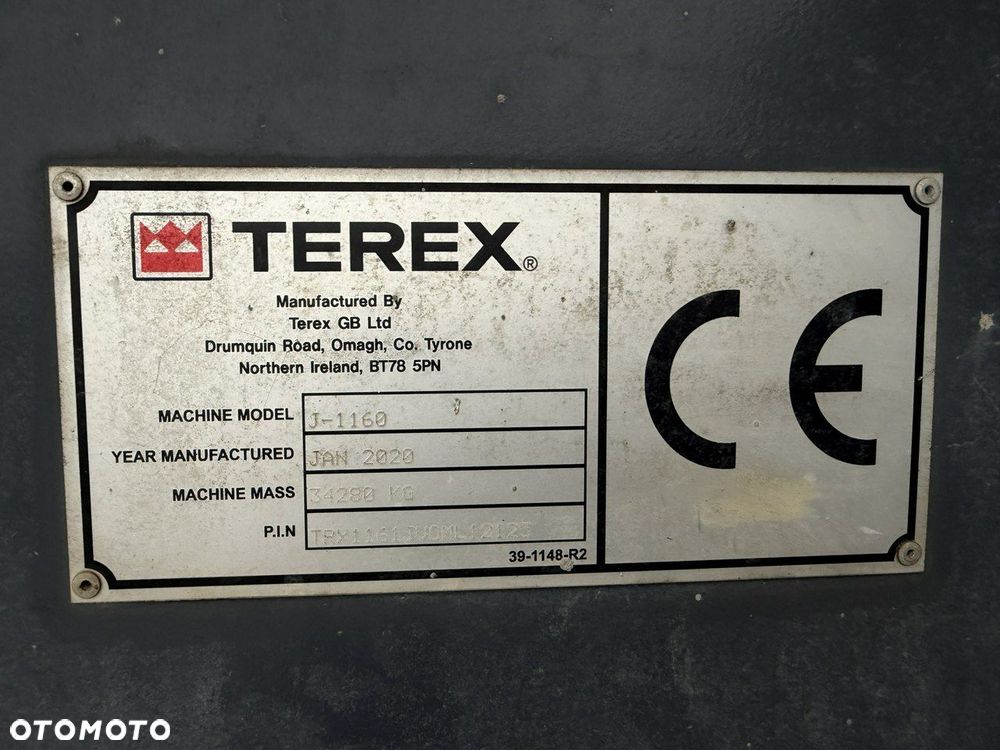 TEREX®
Manufactured By
Terex GB Ltd
Drumquin Road, Omagh, Co. Tyrone
Northern Ireland, BT78 5PN
MACHINE MODEL J-1160
YEAR MANUFACTURED JAN 2020
MACHINE MASS 34280 KG
P.I.N
39-1148-R2
CE
OTOMOTO